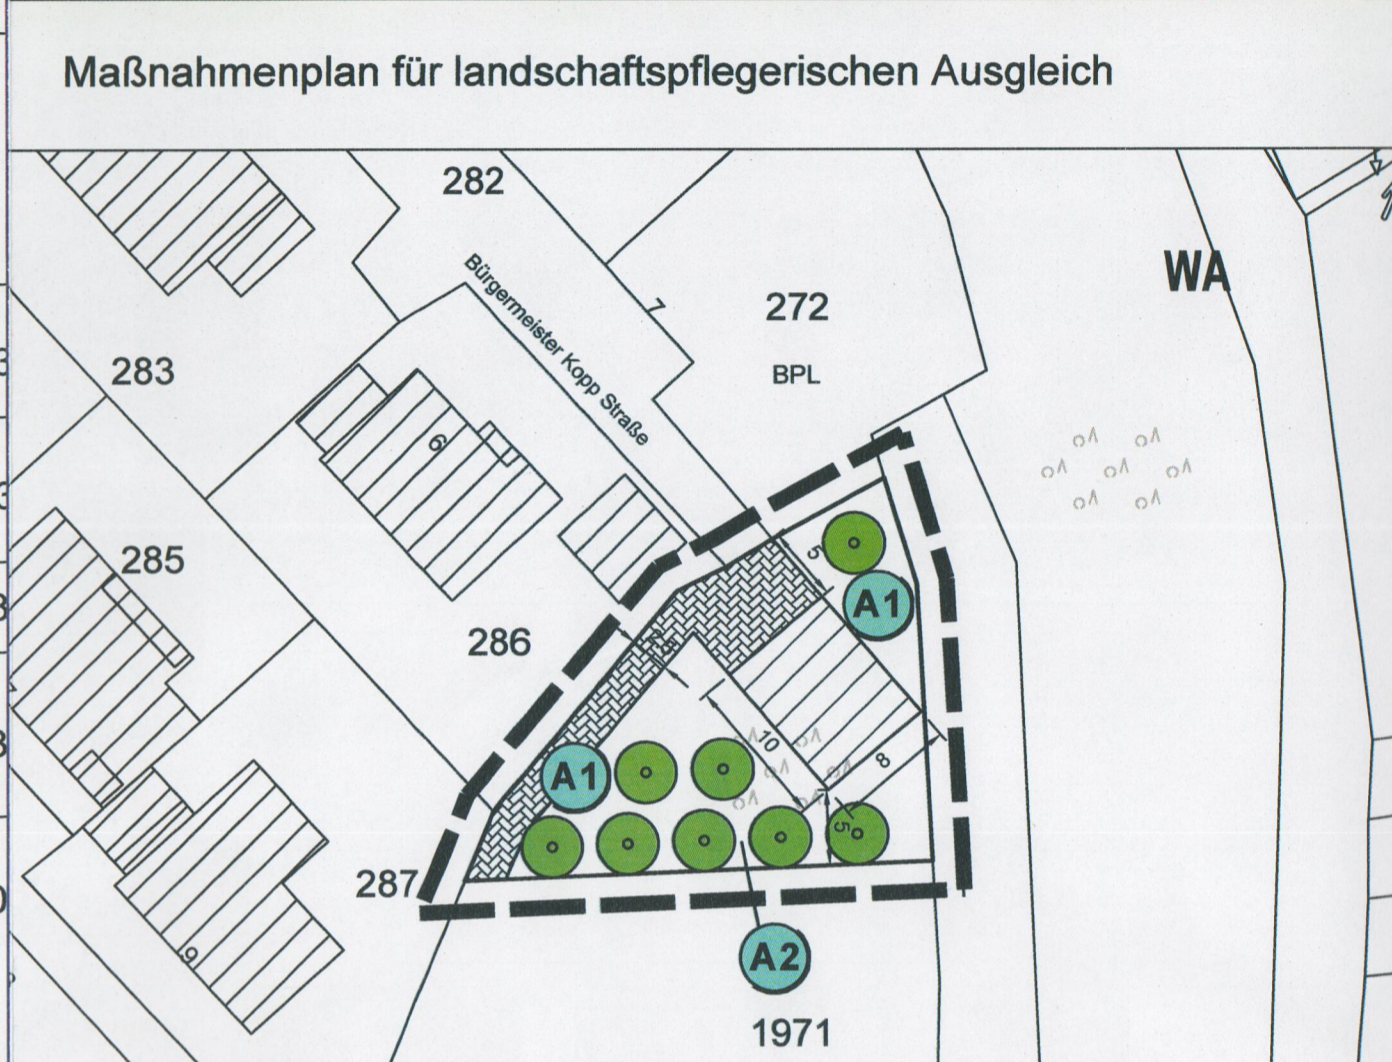 Maßnahmenplan für landschaftspflegerischen Ausgleich
282
WA
7
272
283
Bürgermeister Kopp Straße
BPL
6
285
5
A1
286
10
8
A1
5
287
9
A2
1971